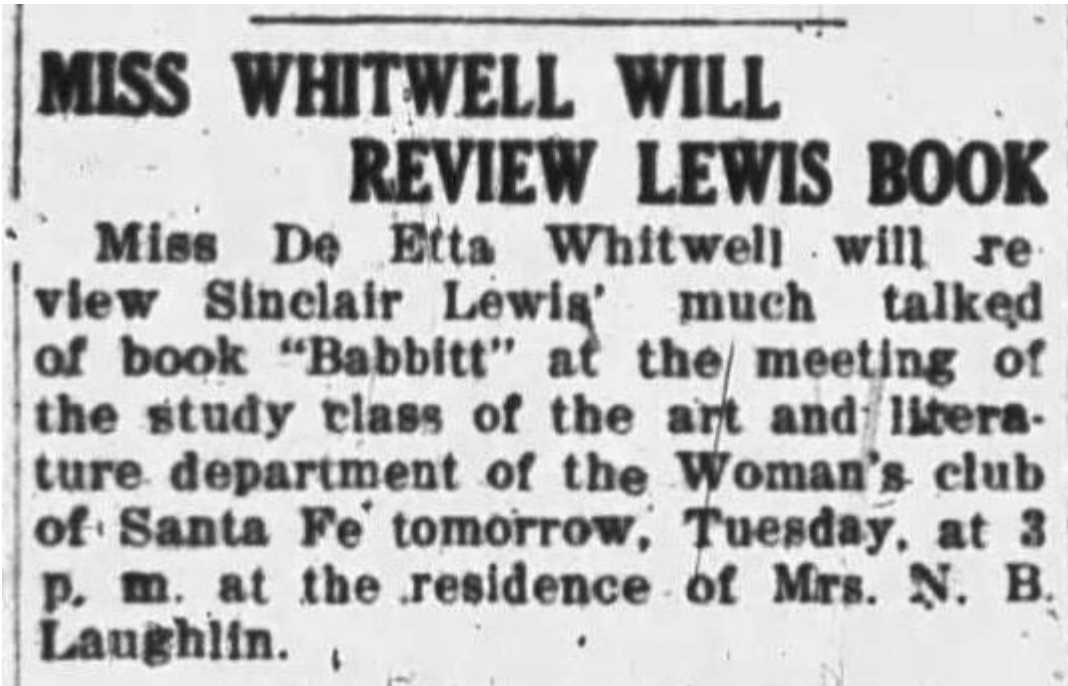 MISS WHITWELL WILL
REVIEW LEWIS BOOK
Miss De Etta Whitwell will re-
view Sinclair Lewis' much talked
of book "Babbitt" at the meeting of
the study class of the art and litera-
ture department of the Woman's club
of Santa Fe tomorrow, Tuesday, at 3
p. m. at the residence of Mrs. N. B.
Laughlin.